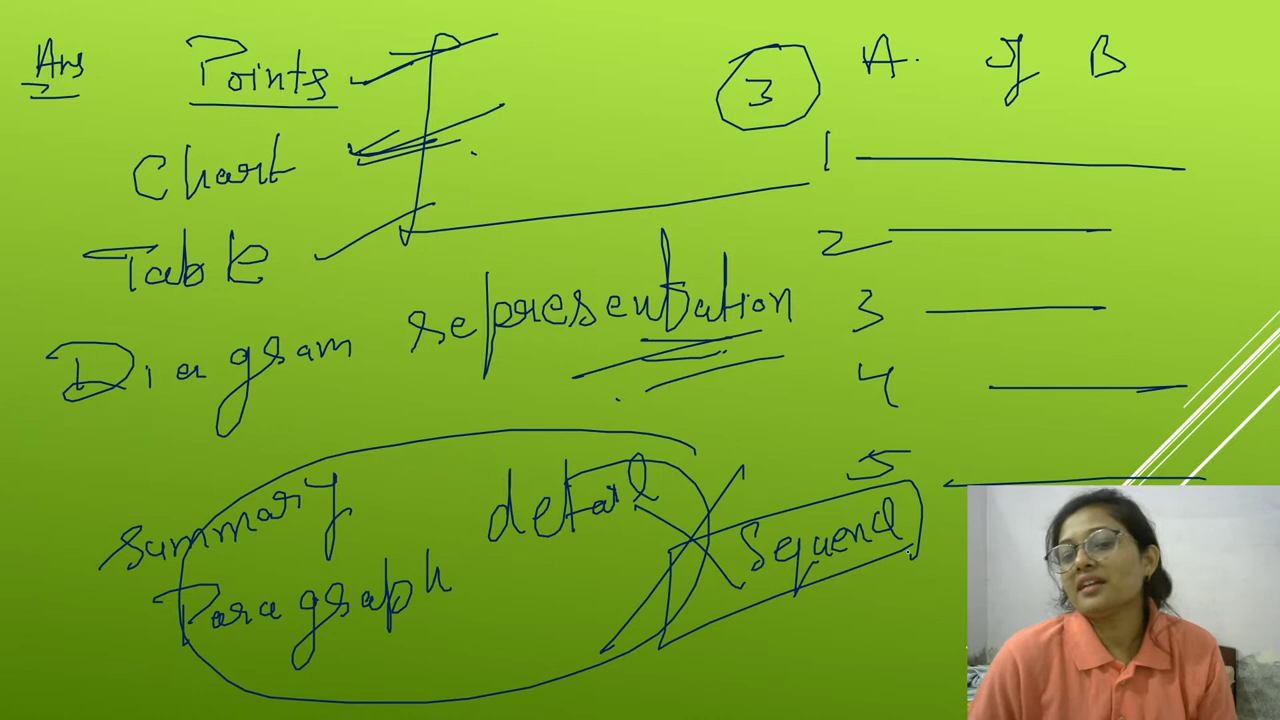 Ans
Points
Chart
Table
Diagram representation
summary detail
Paragraph
Sequence
3
A. of B
1
2
3
4
5